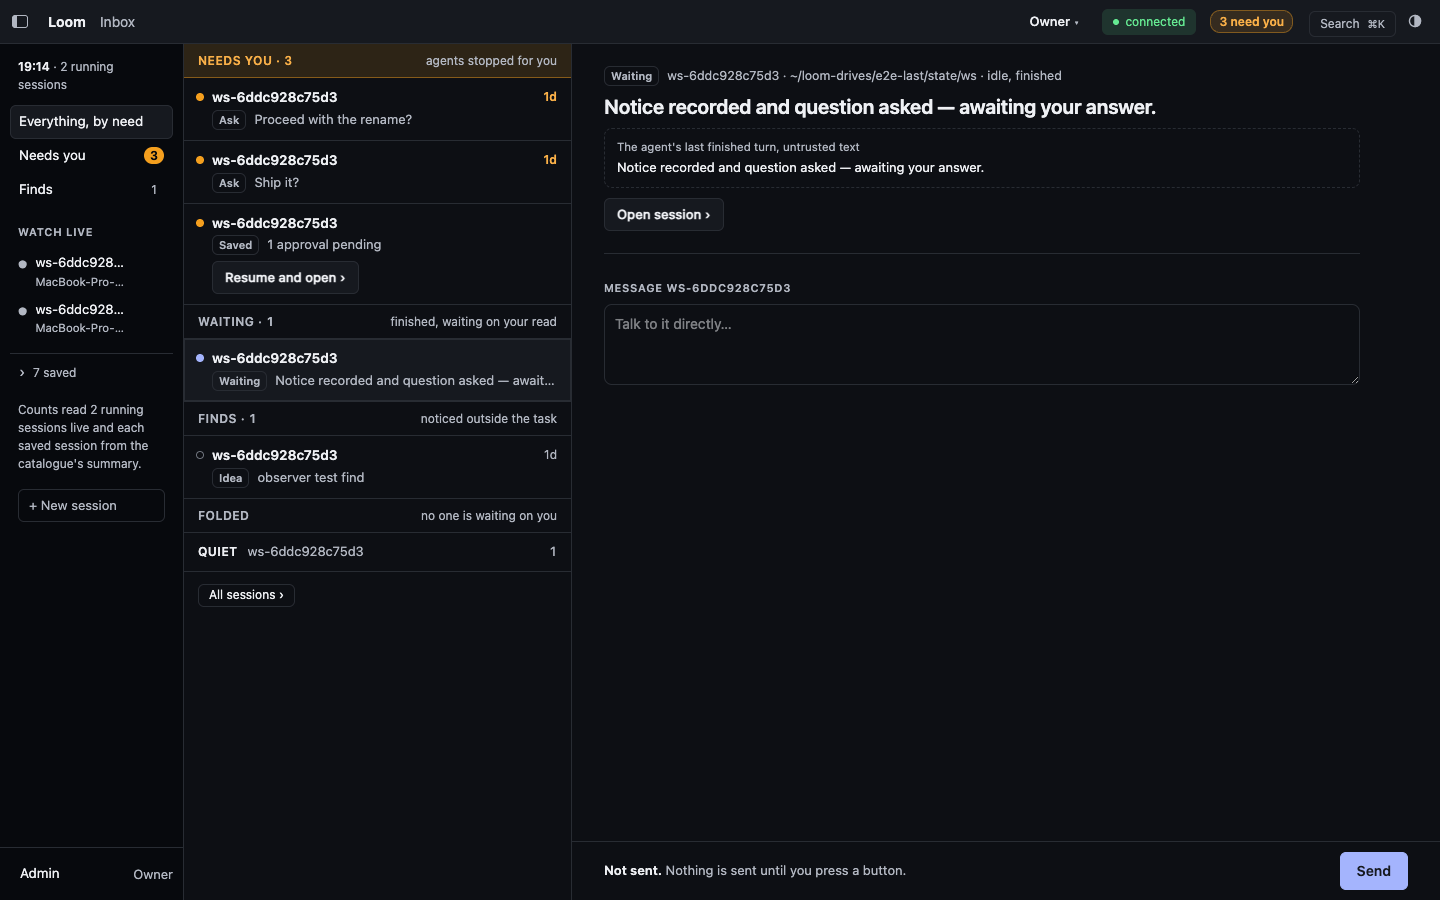 Loom Inbox
Owner
connected
3 need you
Search ⌘K
19:14 · 2 running
sessions
Everything, by need
Needs you 3
Finds 1
WATCH LIVE
ws-6ddc928...
MacBook-Pro-...
ws-6ddc928...
MacBook-Pro-...
› 7 saved
Counts read 2 running
sessions live and each
saved session from the
catalogue's summary.
+ New session
Admin Owner
NEEDS YOU · 3 agents stopped for you
ws-6ddc928c75d3 1d
Ask Proceed with the rename?
ws-6ddc928c75d3 1d
Ask Ship it?
ws-6ddc928c75d3
Saved 1 approval pending
Resume and open ›
WAITING · 1 finished, waiting on your read
ws-6ddc928c75d3
Waiting Notice recorded and question asked — await...
FINDS · 1 noticed outside the task
ws-6ddc928c75d3 1d
Idea observer test find
FOLDED no one is waiting on you
QUIET ws-6ddc928c75d3 1
All sessions ›
Waiting ws-6ddc928c75d3 · ~/loom-drives/e2e-last/state/ws · idle, finished
Notice recorded and question asked — awaiting your answer.
The agent's last finished turn, untrusted text
Notice recorded and question asked — awaiting your answer.
Open session ›
MESSAGE WS-6DDC928C75D3
Talk to it directly...
Not sent. Nothing is sent until you press a button.
Send